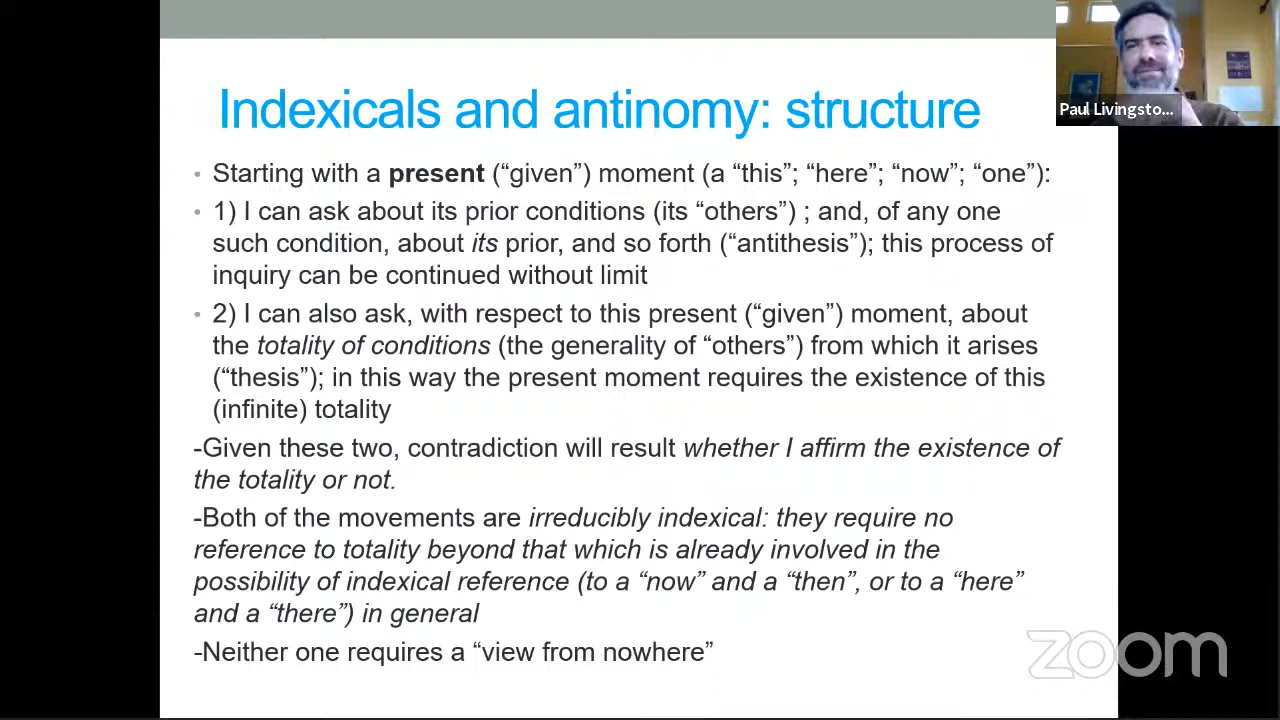 Paul Livingsto...
Indexicals and antinomy: structure
• Starting with a present (“given”) moment (a “this”; “here”; “now”; “one”):
• 1) I can ask about its prior conditions (its “others”) ; and, of any one
such condition, about its prior, and so forth (“antithesis”); this process of
inquiry can be continued without limit
• 2) I can also ask, with respect to this present (“given”) moment, about
the totality of conditions (the generality of “others”) from which it arises
(“thesis”); in this way the present moment requires the existence of this
(infinite) totality
-Given these two, contradiction will result whether I affirm the existence of
the totality or not.
-Both of the movements are irreducibly indexical: they require no
reference to totality beyond that which is already involved in the
possibility of indexical reference (to a “now” and a “then”, or to a “here”
and a “there”) in general
-Neither one requires a “view from nowhere”
zoom